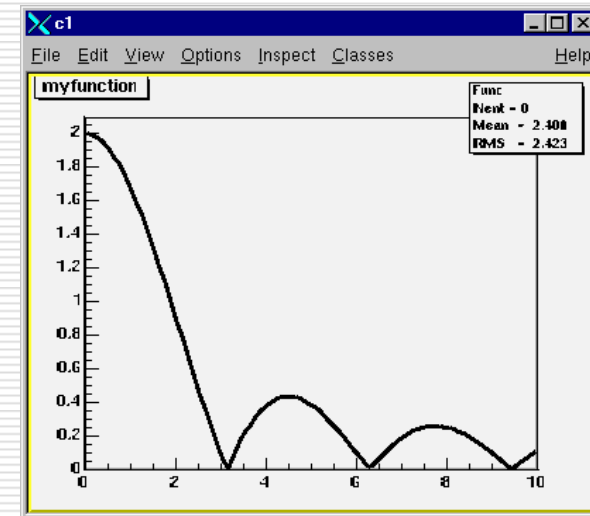 c1
File Edit View Options Inspect Classes Help
myfunction
Func
Nent = 0
Mean = 2.408
RMS = 2.423
2
1.8
1.6
1.4
1.2
1
0.8
0.6
0.4
0.2
0
0 2 4 6 8 10